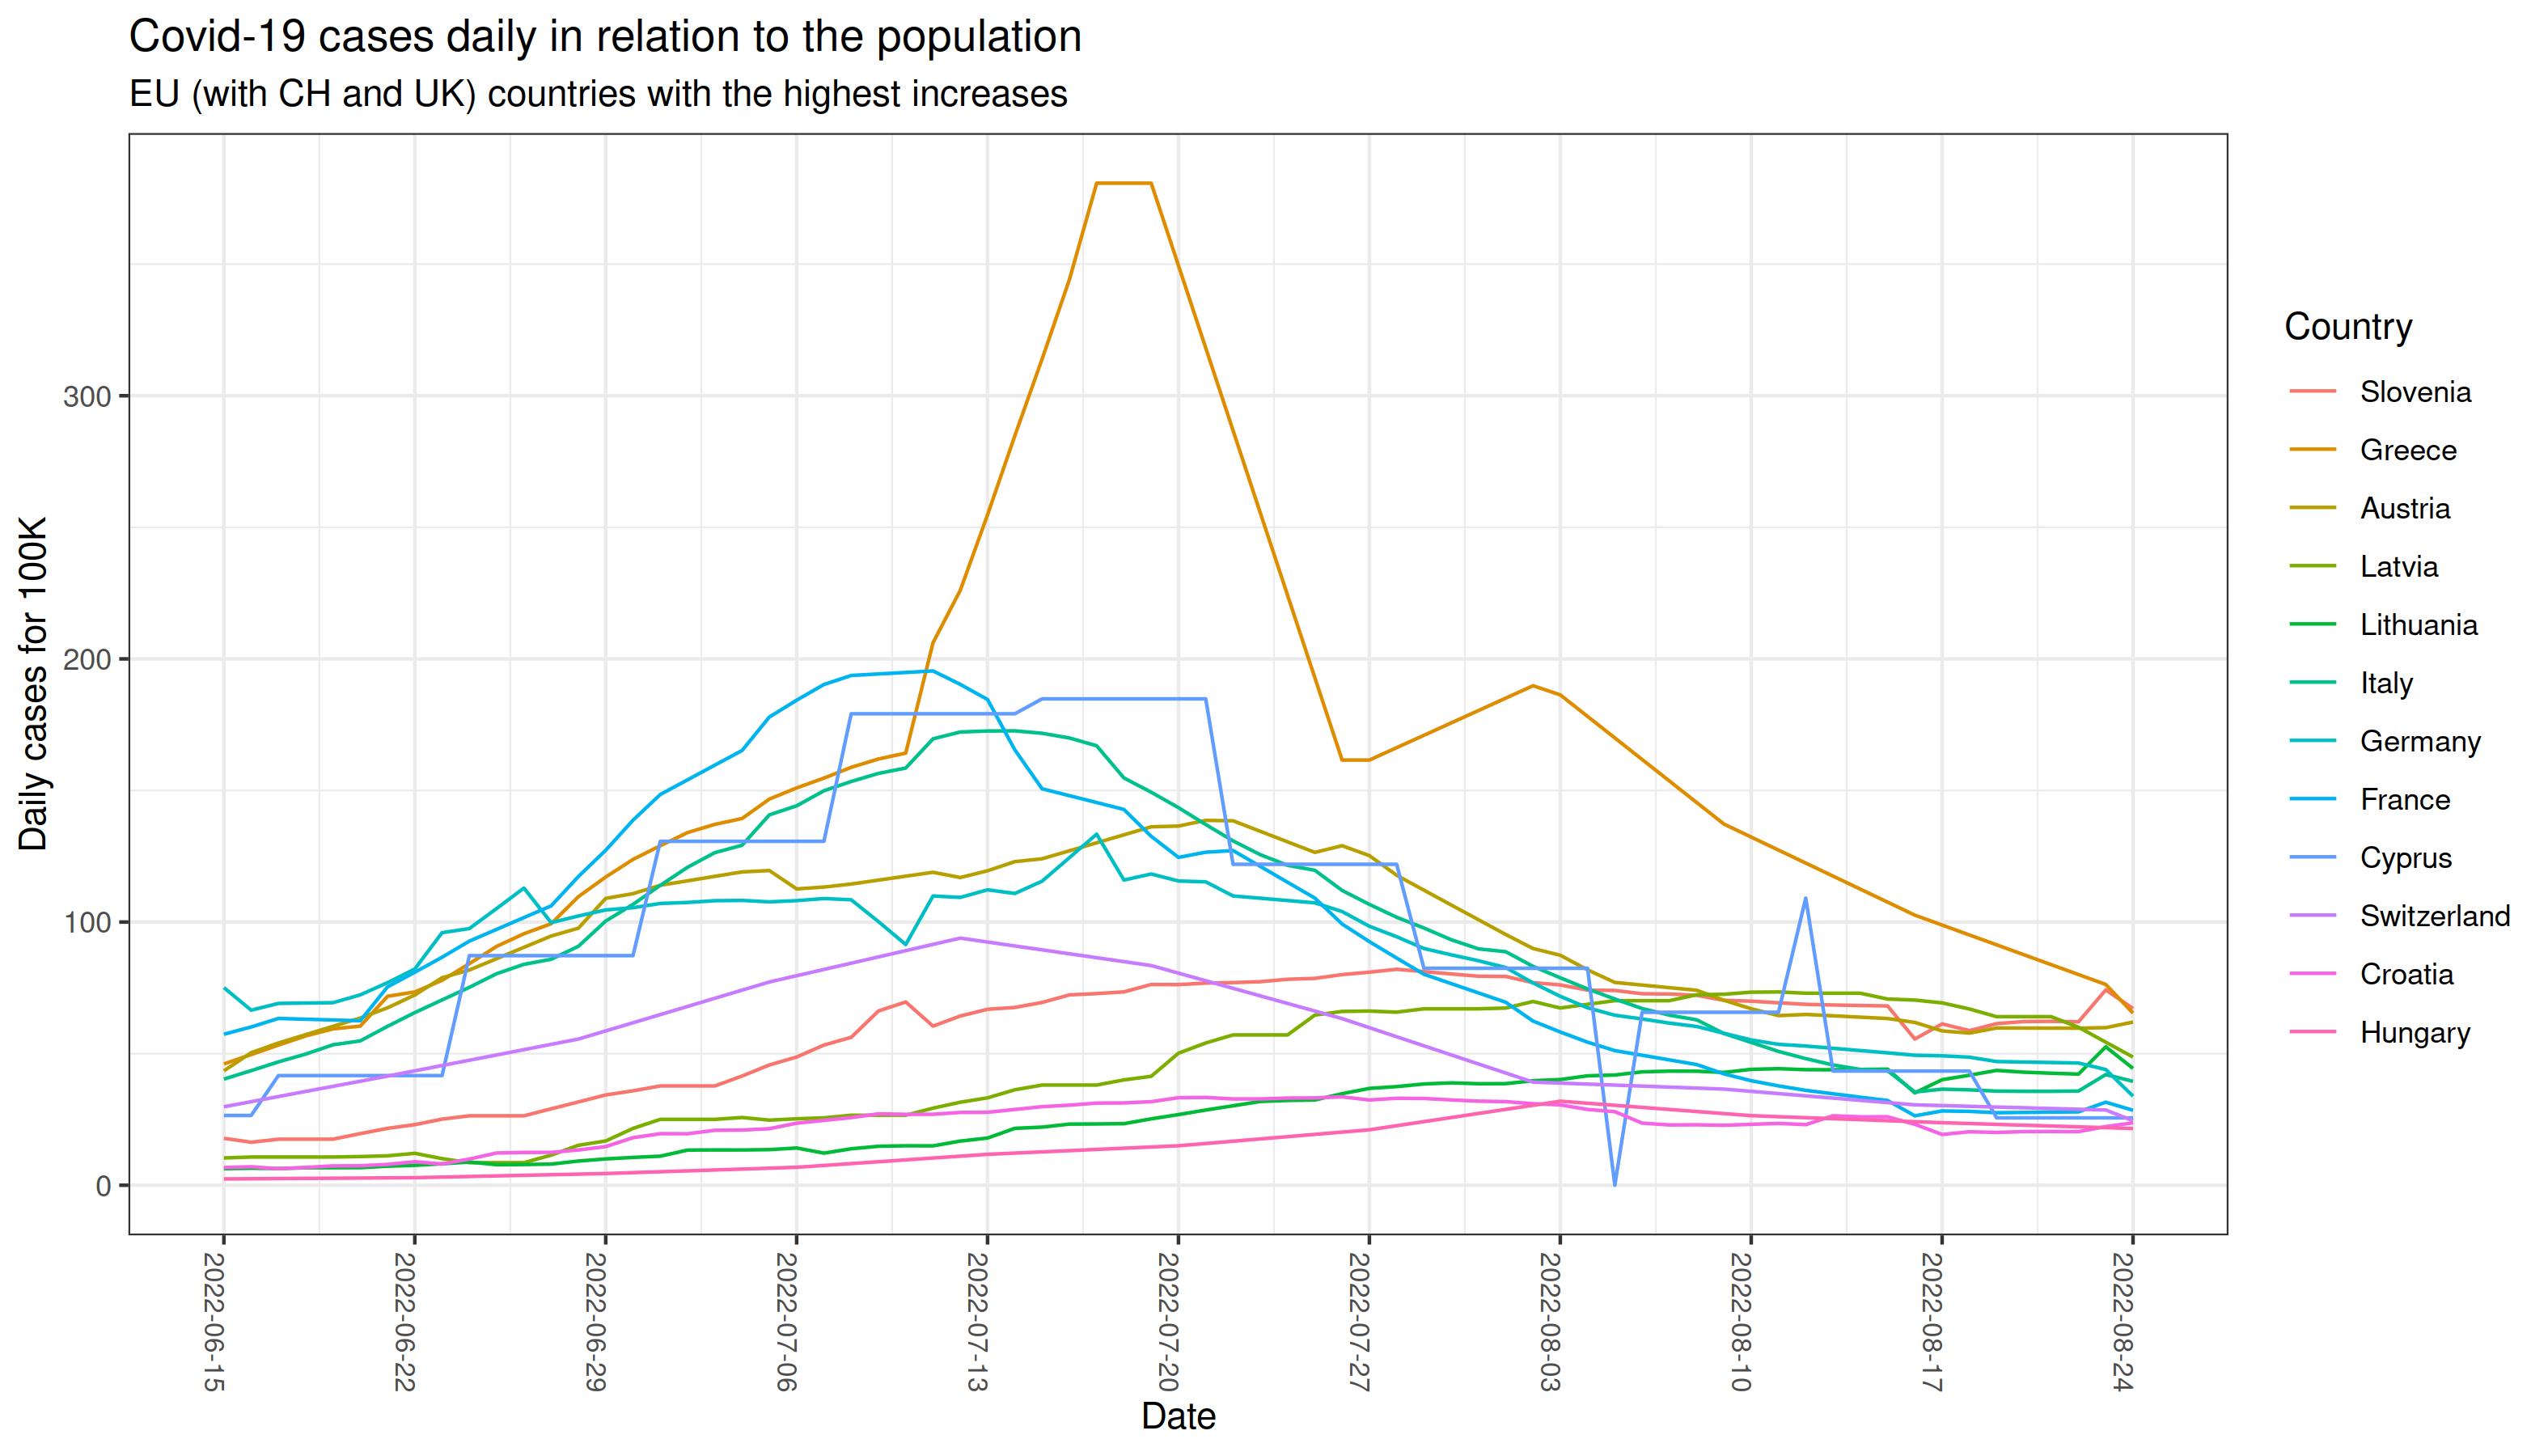 Covid-19 cases daily in relation to the population
EU (with CH and UK) countries with the highest increases
Daily cases for 100K
300
200
100
0
2022-06-15
2022-06-22
2022-06-29
2022-07-06
2022-07-13
2022-07-20
2022-07-27
2022-08-03
2022-08-10
2022-08-17
2022-08-24
Date
Country
Slovenia
Greece
Austria
Latvia
Lithuania
Italy
Germany
France
Cyprus
Switzerland
Croatia
Hungary